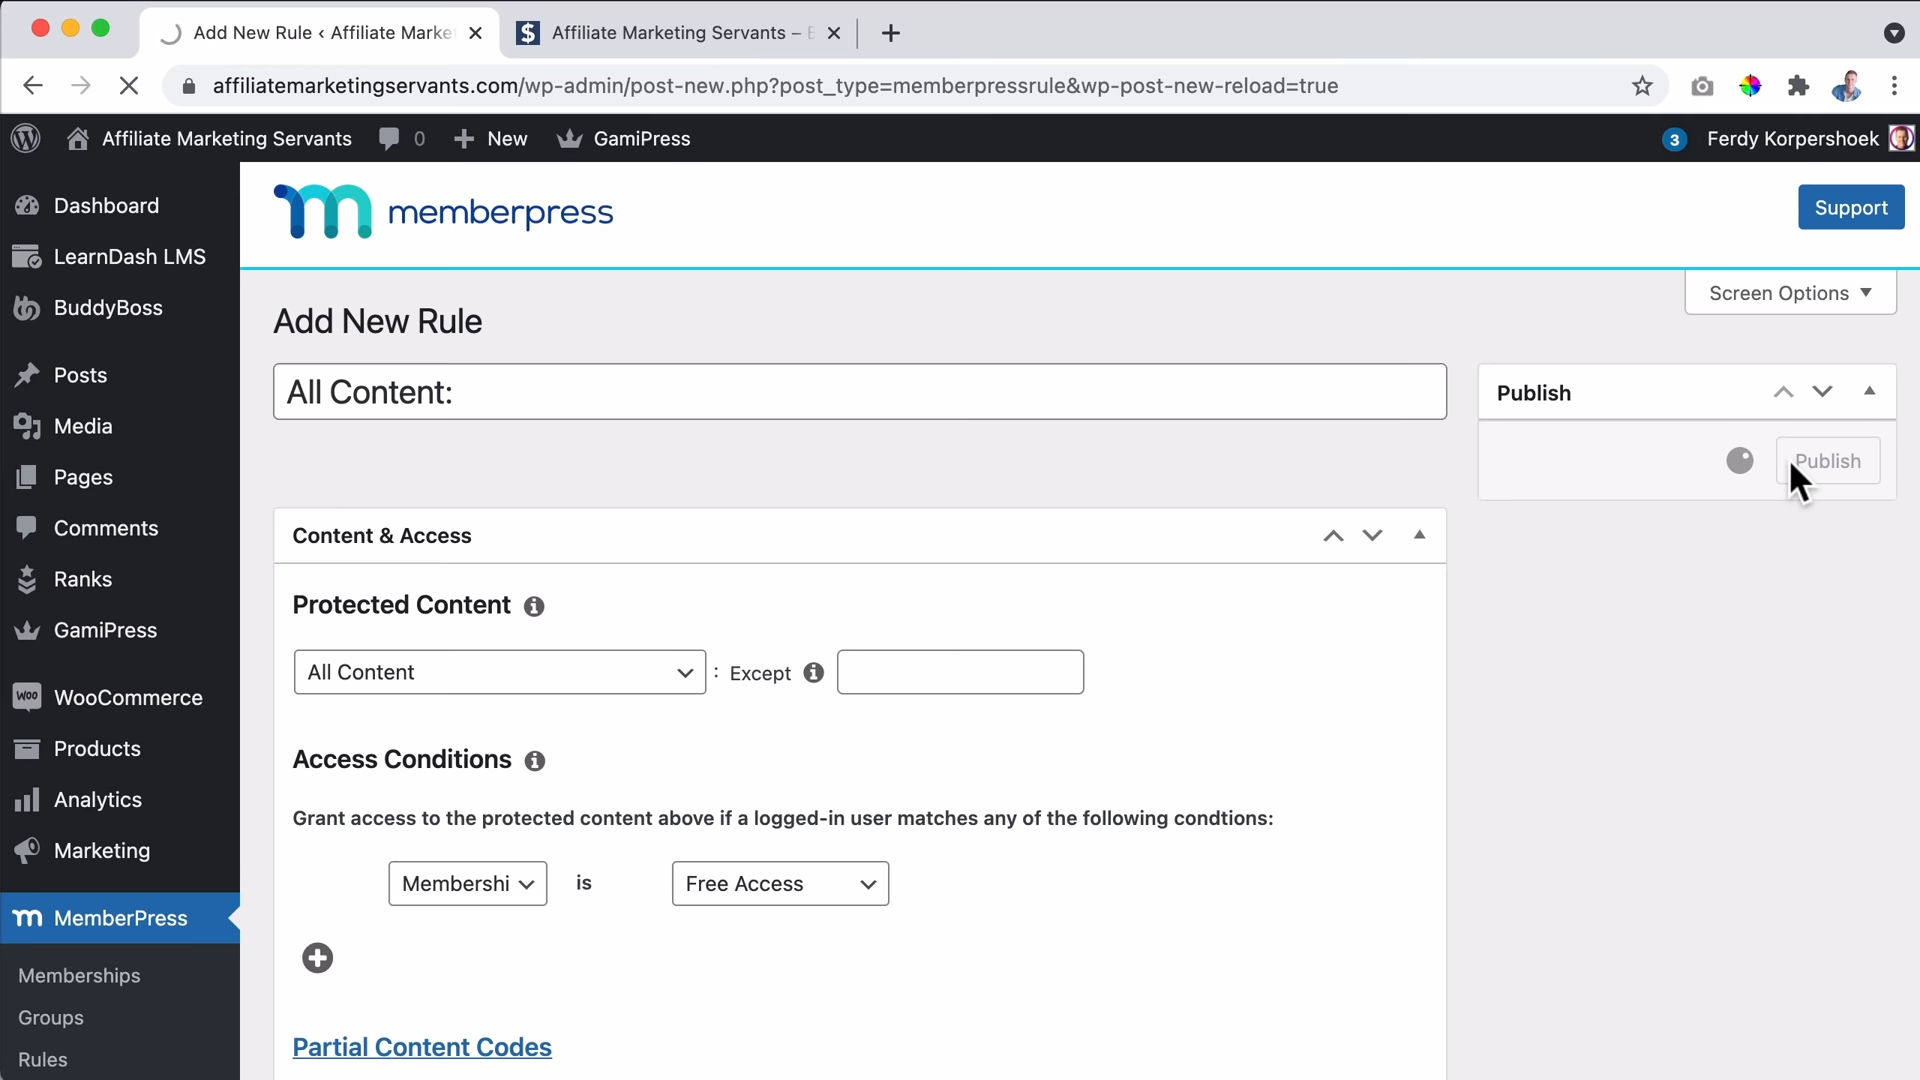 Add New Rule ‹ Affiliate Marke
Affiliate Marketing Servants –
affiliatemarketingservants.com/wp-admin/post-new.php?post_type=memberpressrule&wp-post-new-reload=true
Affiliate Marketing Servants
0
New
GamiPress
3
Ferdy Korpershoek
Dashboard
LearnDash LMS
BuddyBoss
Posts
Media
Pages
Comments
Ranks
GamiPress
WooCommerce
Products
Analytics
Marketing
MemberPress
Memberships
Groups
Rules
memberpress
Support
Screen Options
Add New Rule
All Content:
Publish
Publish
Content & Access
Protected Content
All Content
: Except
Access Conditions
Grant access to the protected content above if a logged-in user matches any of the following condtions:
Membershi is Free Access
Partial Content Codes